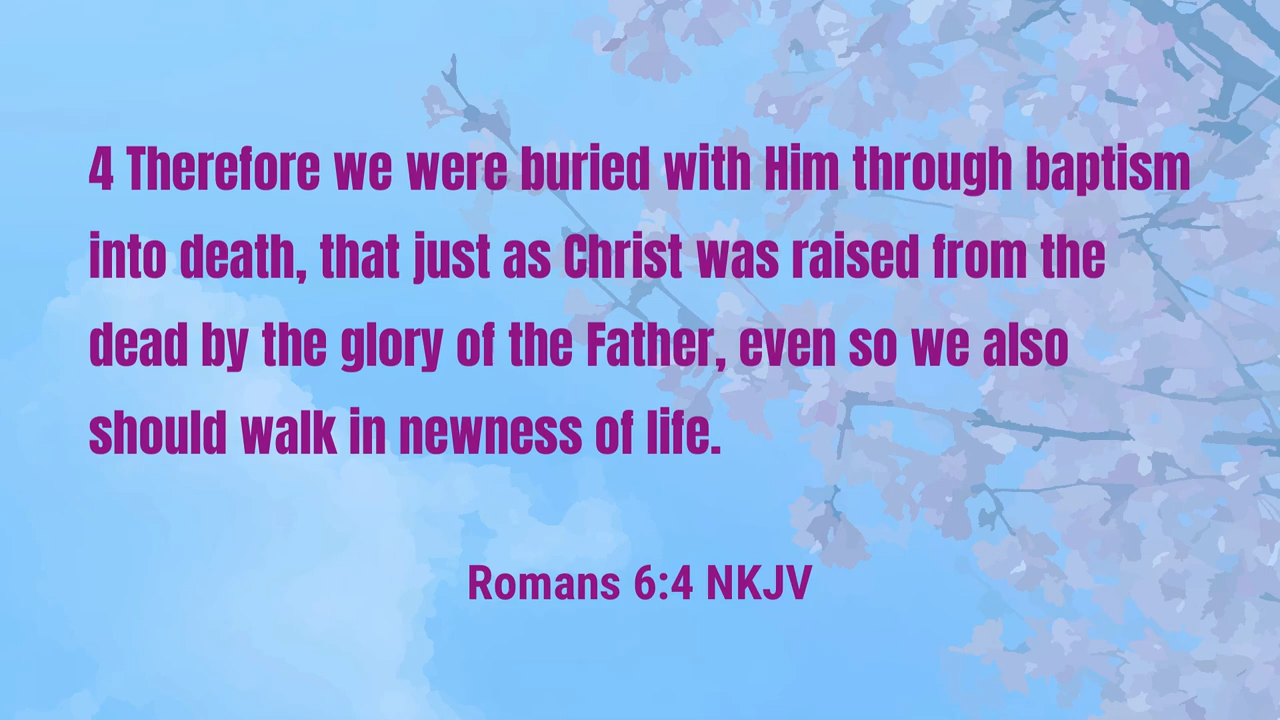 4 Therefore we were buried with Him through baptism
into death, that just as Christ was raised from the
dead by the glory of the Father, even so we also
should walk in newness of life.
Romans 6:4 NKJV